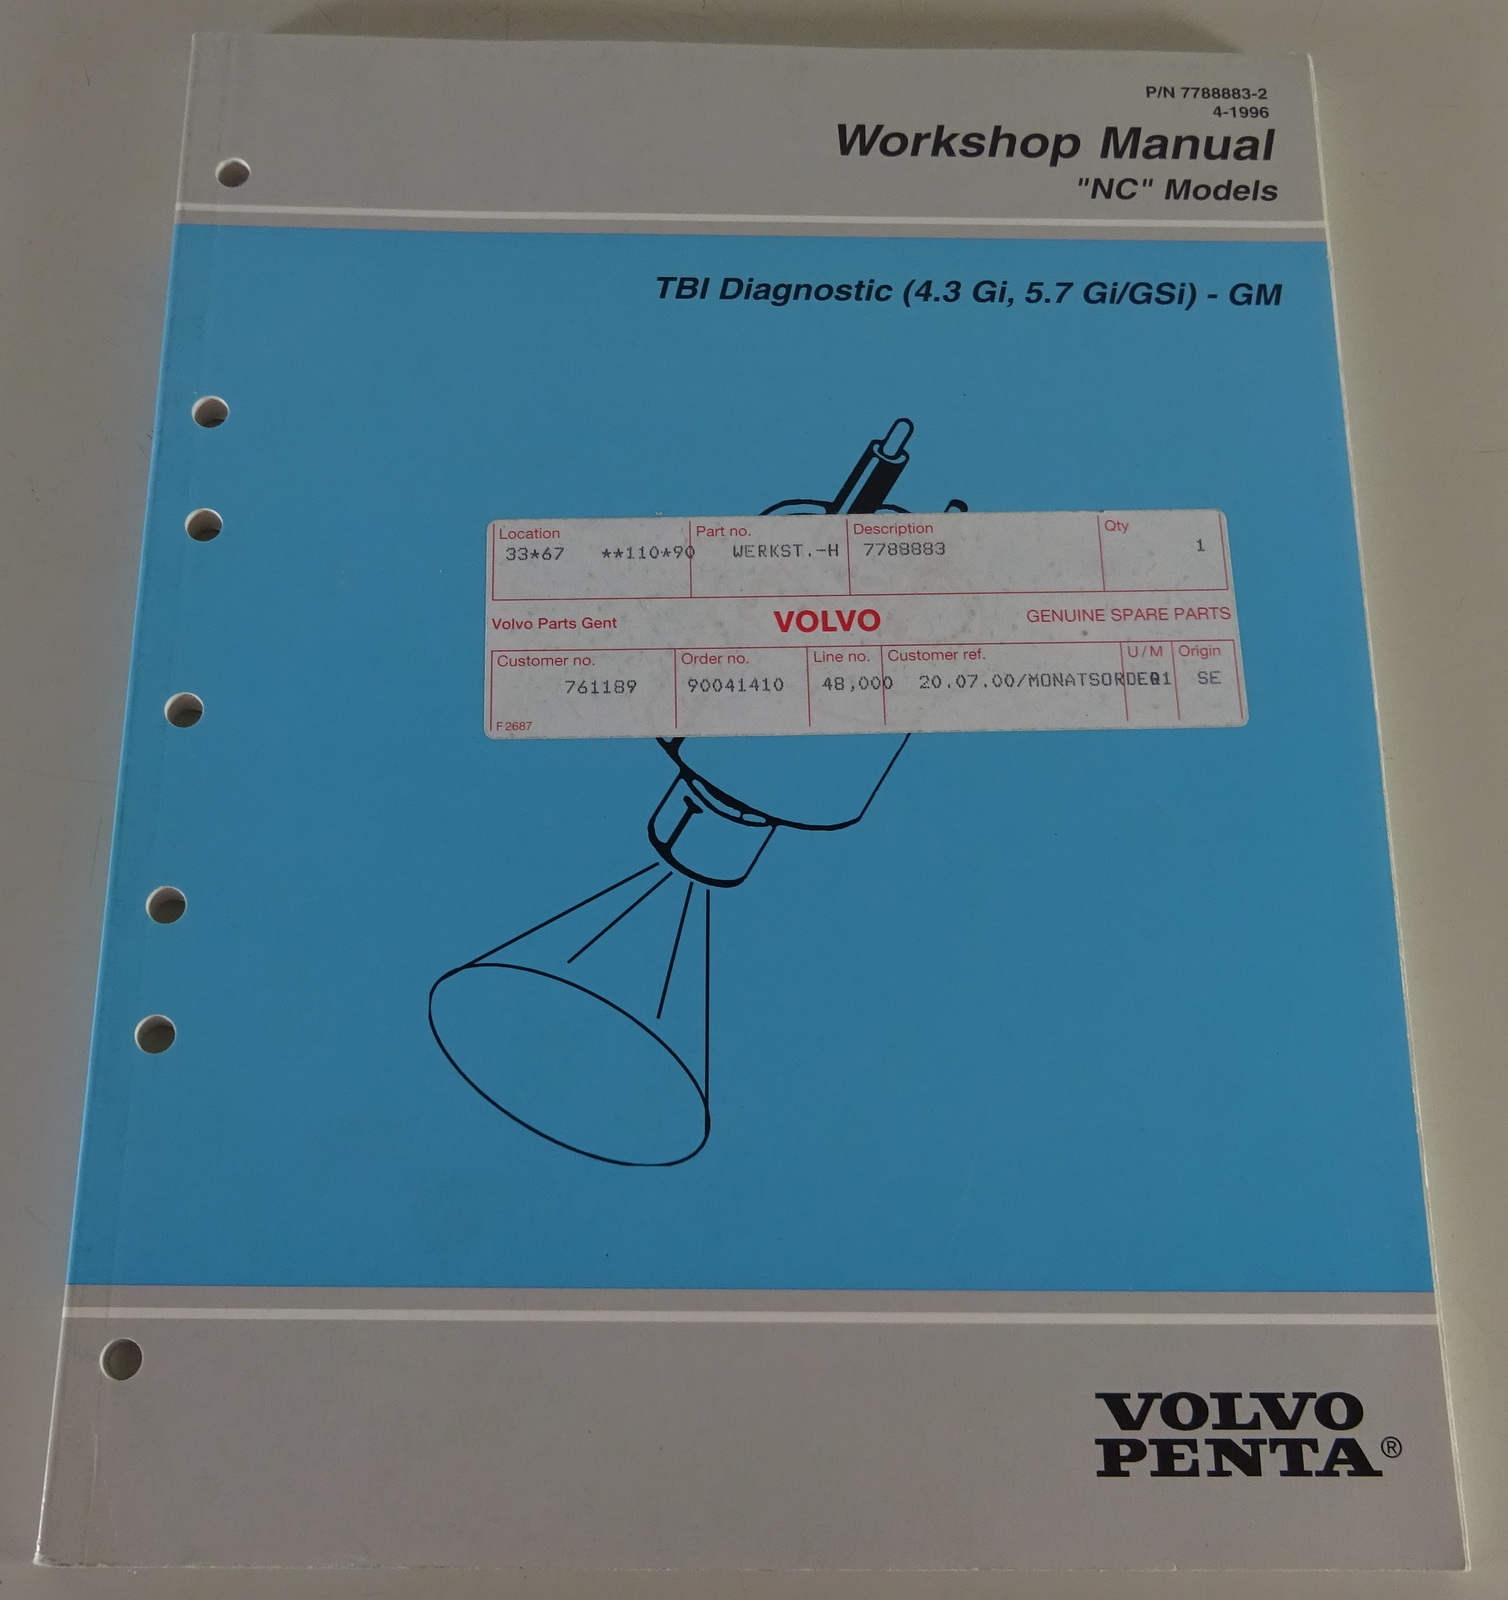 P/N 7788883-2
4-1996
Workshop Manual
"NC" Models
TBI Diagnostic (4.3 Gi, 5.7 Gi/GSi) - GM
Location Part no. Description Qty
33*67 **110*90 WERKST.-H 7788883 1
Volvo Parts Gent VOLVO GENUINE SPARE PARTS
Customer no. Order no. Line no. Customer ref. U/M Origin
761189 90041410 48,000 20.07.00/MONATSORDE 1 SE
F2687
VOLVO
PENTA®